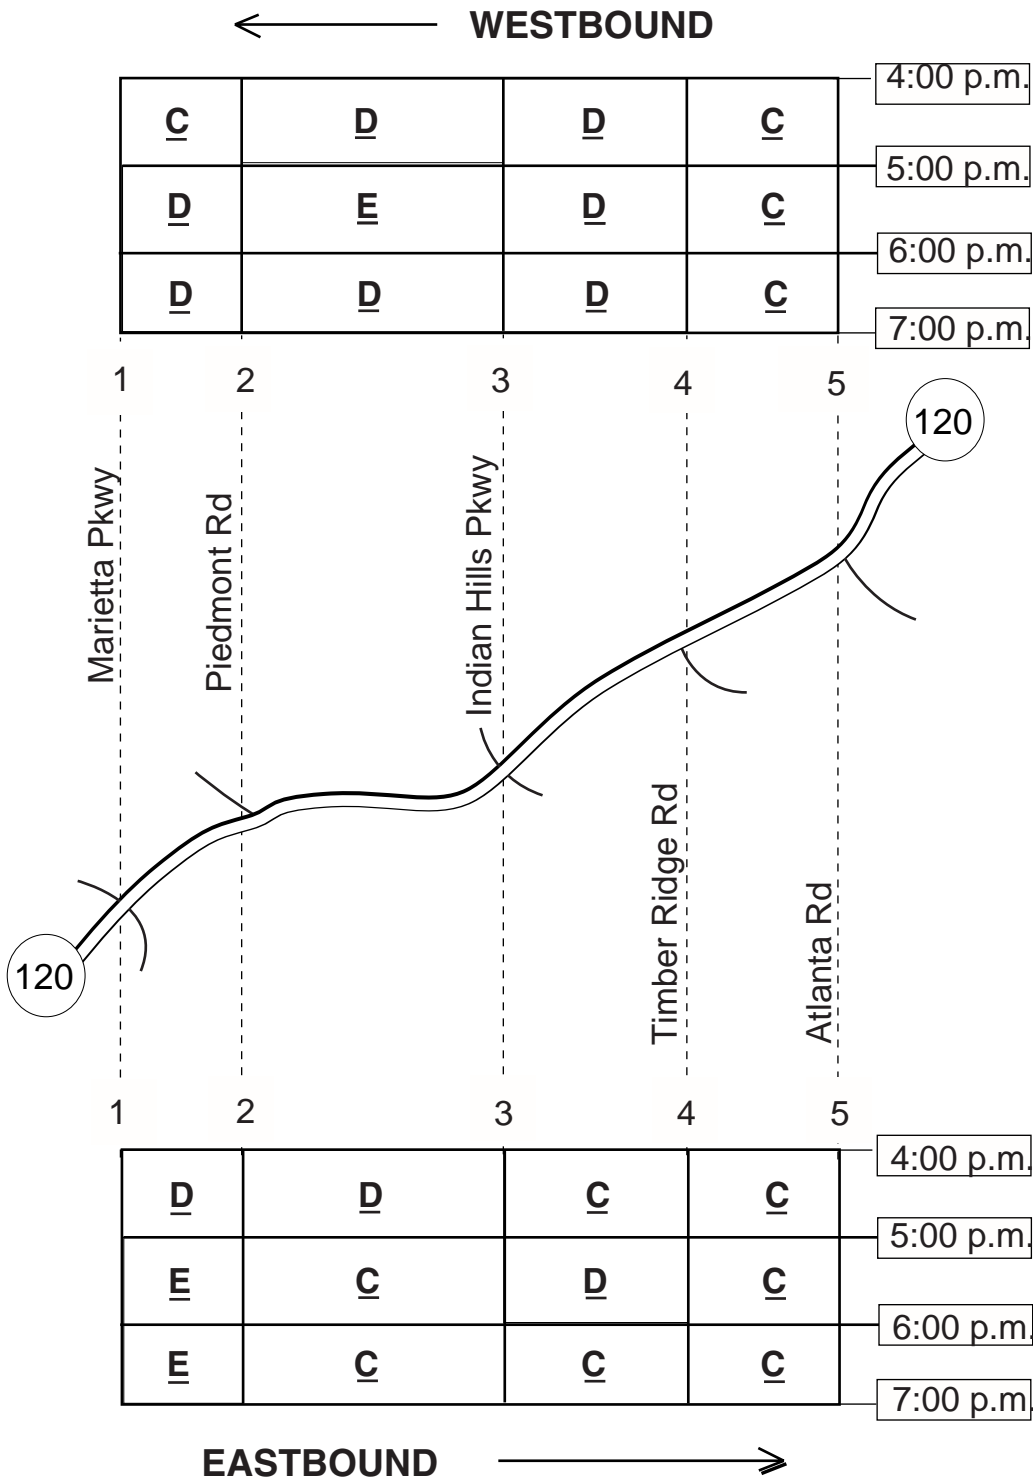 WESTBOUND
C D D C 4:00 p.m.
5:00 p.m.
D E D C
6:00 p.m.
D D D C
7:00 p.m.
1 2 3 4 5
120
Marietta Pkwy
Piedmont Rd
Indian Hills Pkwy
Timber Ridge Rd
Atlanta Rd
120
1 2 3 4 5
4:00 p.m.
D D C C
5:00 p.m.
E C D C
6:00 p.m.
E C C C
7:00 p.m.
EASTBOUND